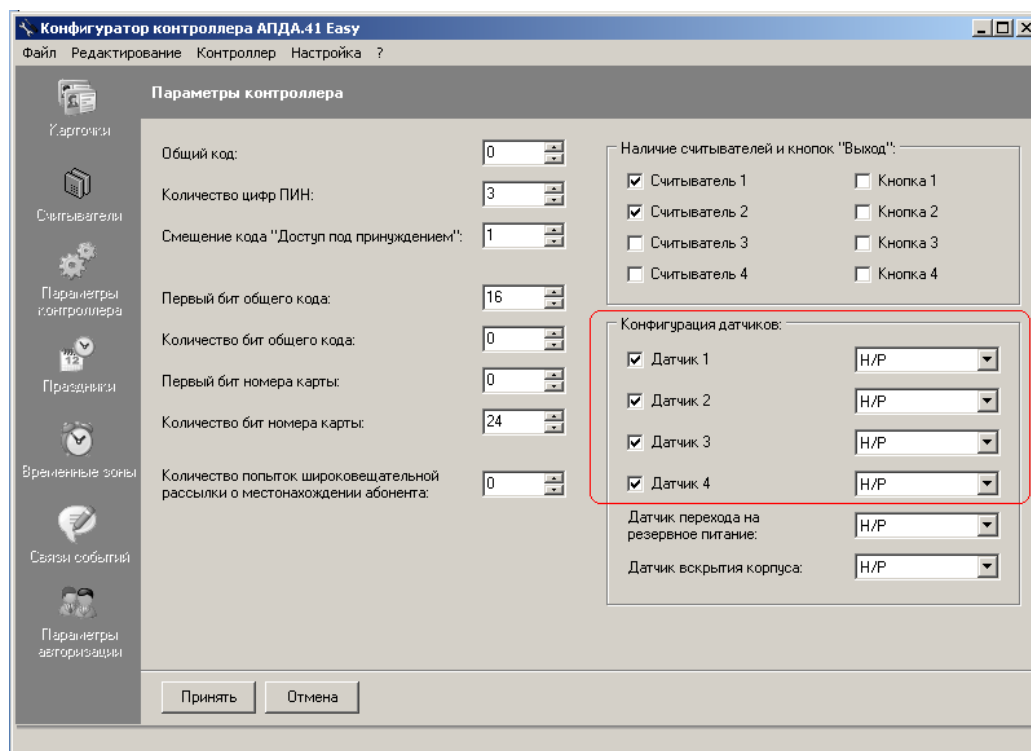 Конфигуратор контроллера АПДА.41 Easy
Файл Редактирование Контроллер Настройка ?
Карточки
Считыватели
Параметры
контроллера
Праздники
Временные зоны
Связи событий
Параметры
авторизации
Параметры контроллера
Общий код: 0
Количество цифр ПИН: 3
Смещение кода "Доступ под принуждением": 1
Первый бит общего кода: 16
Количество бит общего кода: 0
Первый бит номера карты: 0
Количество бит номера карты: 24
Количество попыток широковещательной
рассылки о местонахождении абонента: 0
Наличие считывателей и кнопок "Выход":
Считыватель 1 Кнопка 1
Считыватель 2 Кнопка 2
Считыватель 3 Кнопка 3
Считыватель 4 Кнопка 4
Конфигурация датчиков:
Датчик 1 Н/Р
Датчик 2 Н/Р
Датчик 3 Н/Р
Датчик 4 Н/Р
Датчик перехода на
резервное питание: Н/Р
Датчик вскрытия корпуса: Н/Р
Принять Отмена